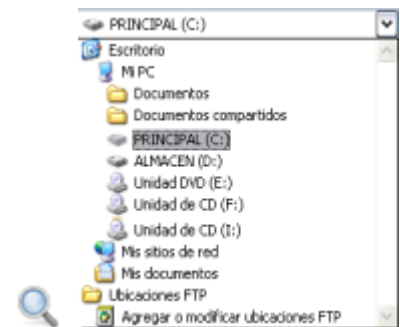 PRINCIPAL (C:)
Escritorio
Mi PC
Documentos
Documentos compartidos
PRINCIPAL (C:)
ALMACEN (D:)
Unidad DVD (E:)
Unidad de CD (F:)
Unidad de CD (I:)
Mis sitios de red
Mis documentos
Ubicaciones FTP
Agregar o modificar ubicaciones FTP